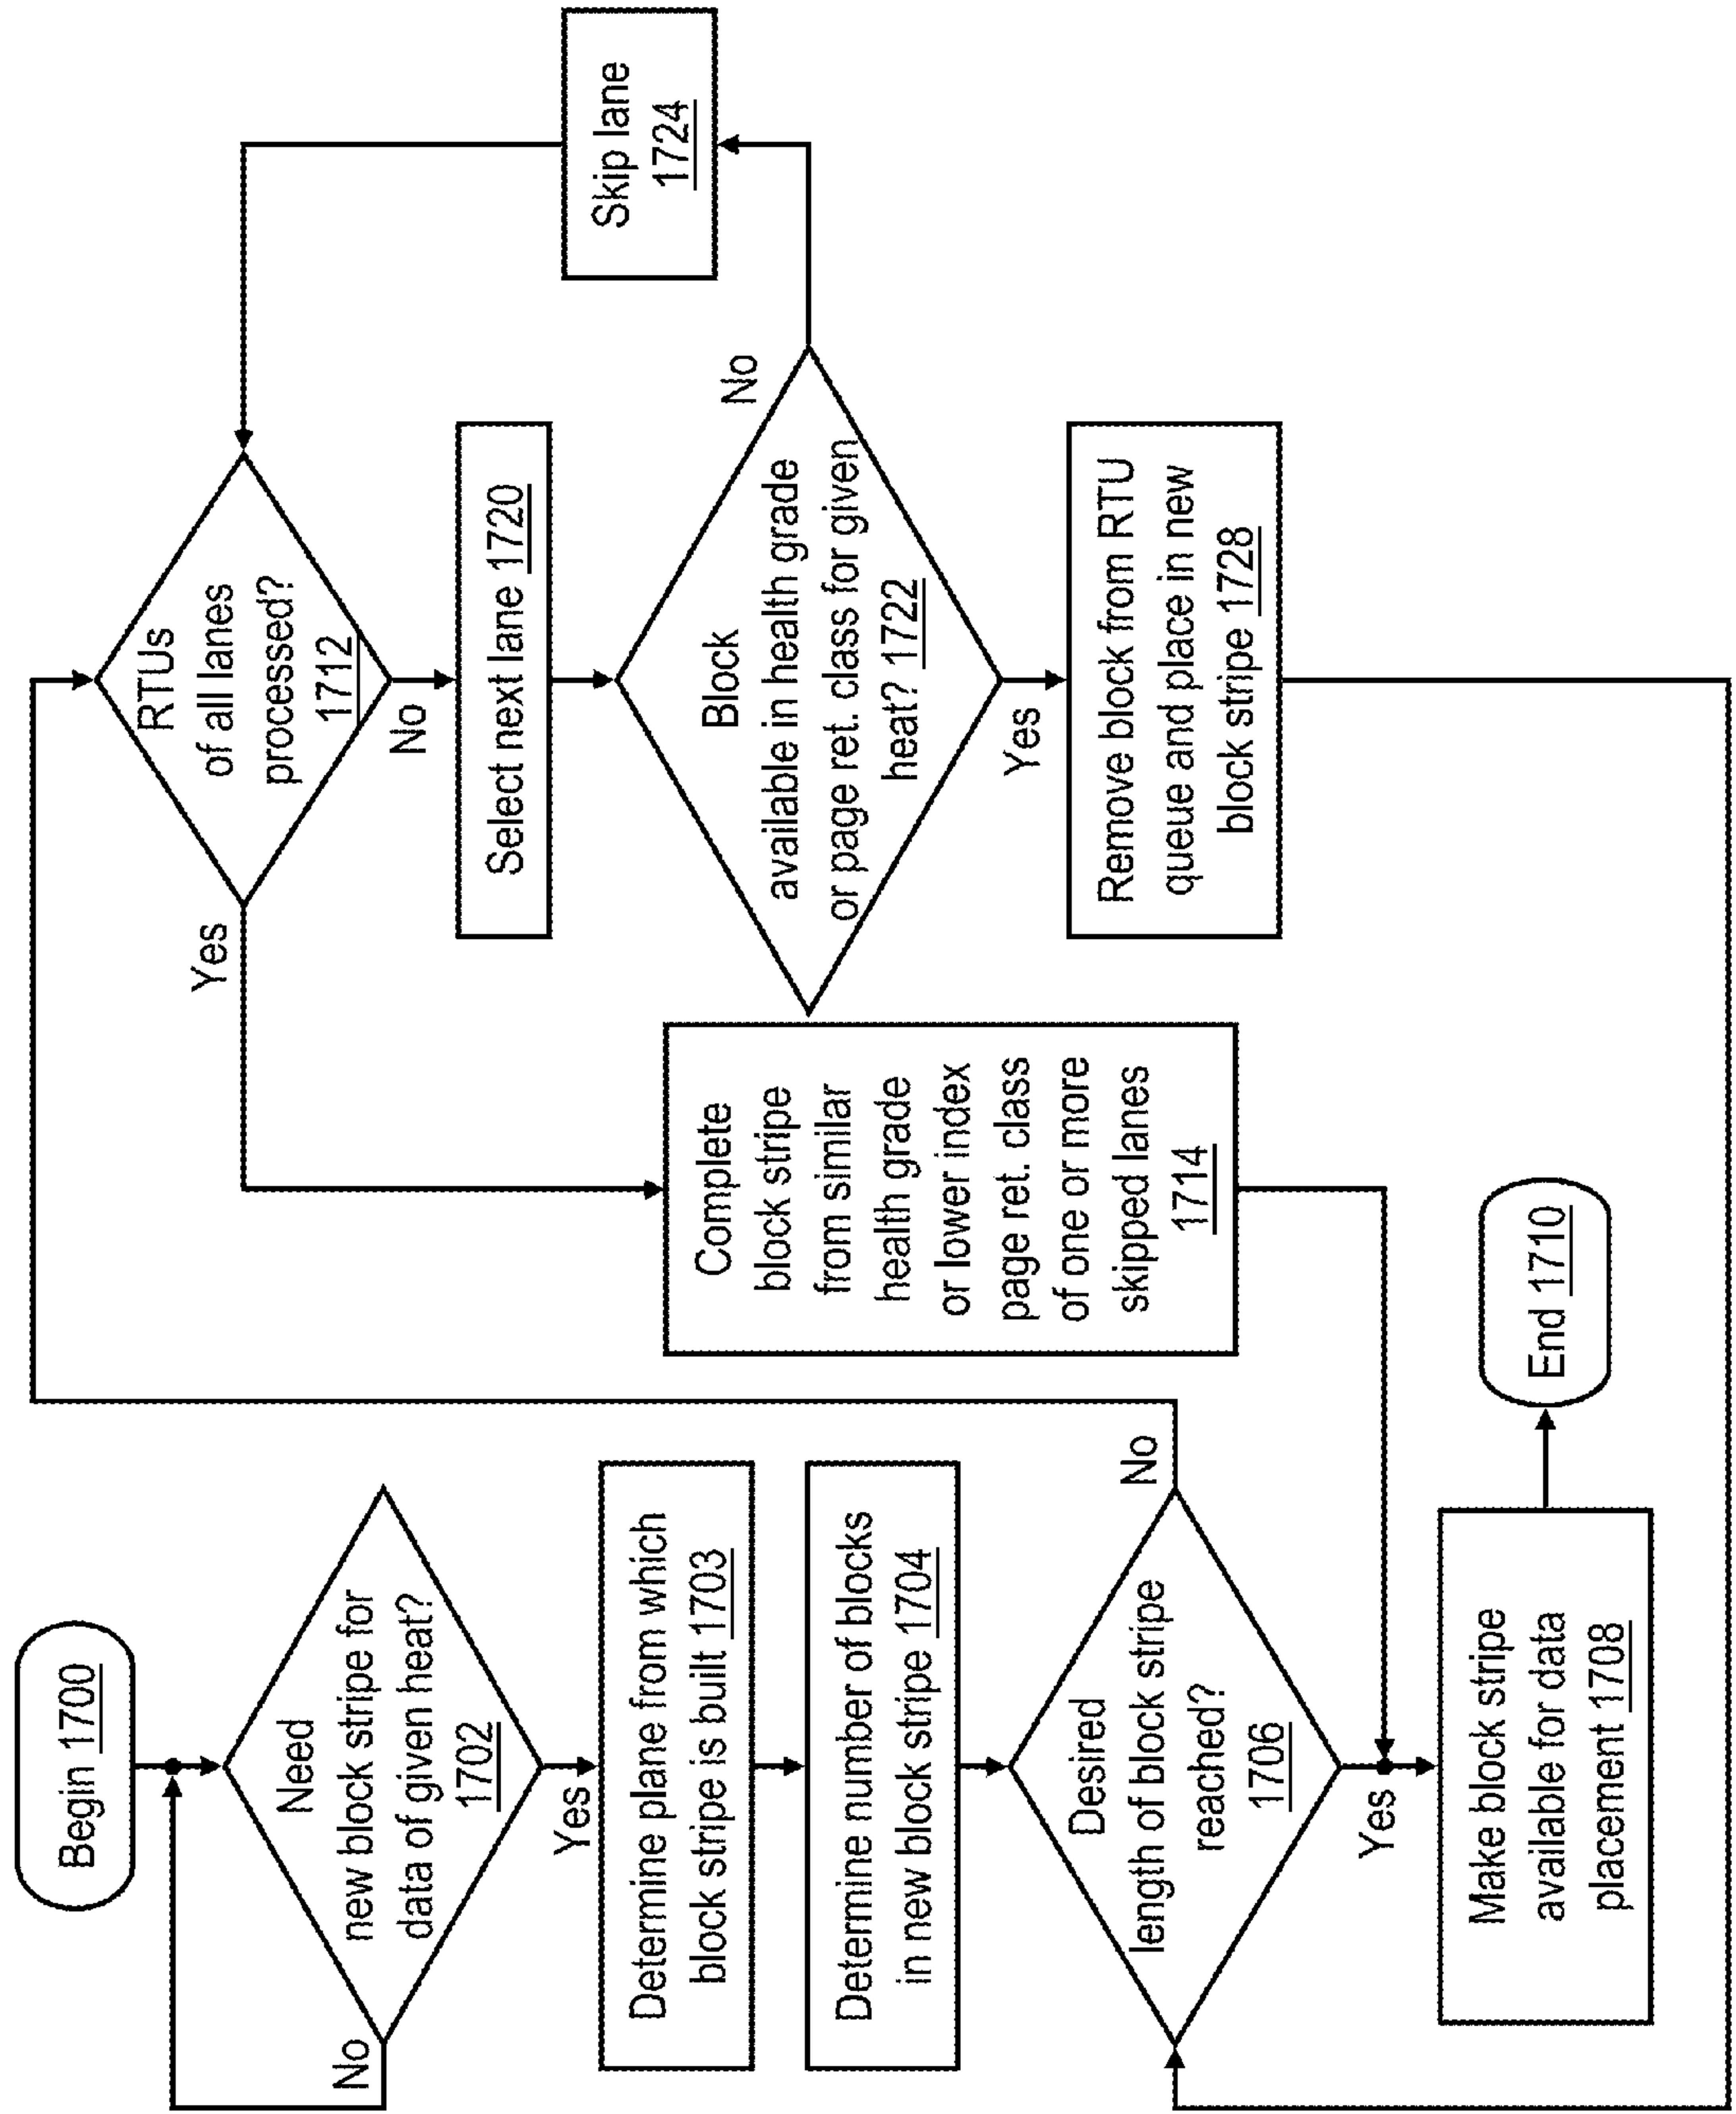 Begin 1700
Need
new block stripe for
data of given heat?
1702
No
Yes
Determine plane from which
block stripe is built 1703
Determine number of blocks
in new block stripe 1704
Desired
length of block stripe
reached?
1706
No
Yes
Make block stripe
available for data
placement 1708
End 1710
RTUs
of all lanes
processed?
1712
Yes
No
Complete
block stripe
from similar
health grade
or lower index
page ret. class
of one or more
skipped lanes
1714
Select next lane 1720
Block
available in health grade
or page ret. class for given
heat? 1722
No
Yes
Skip lane
1724
Remove block from RTU
queue and place in new
block stripe 1728